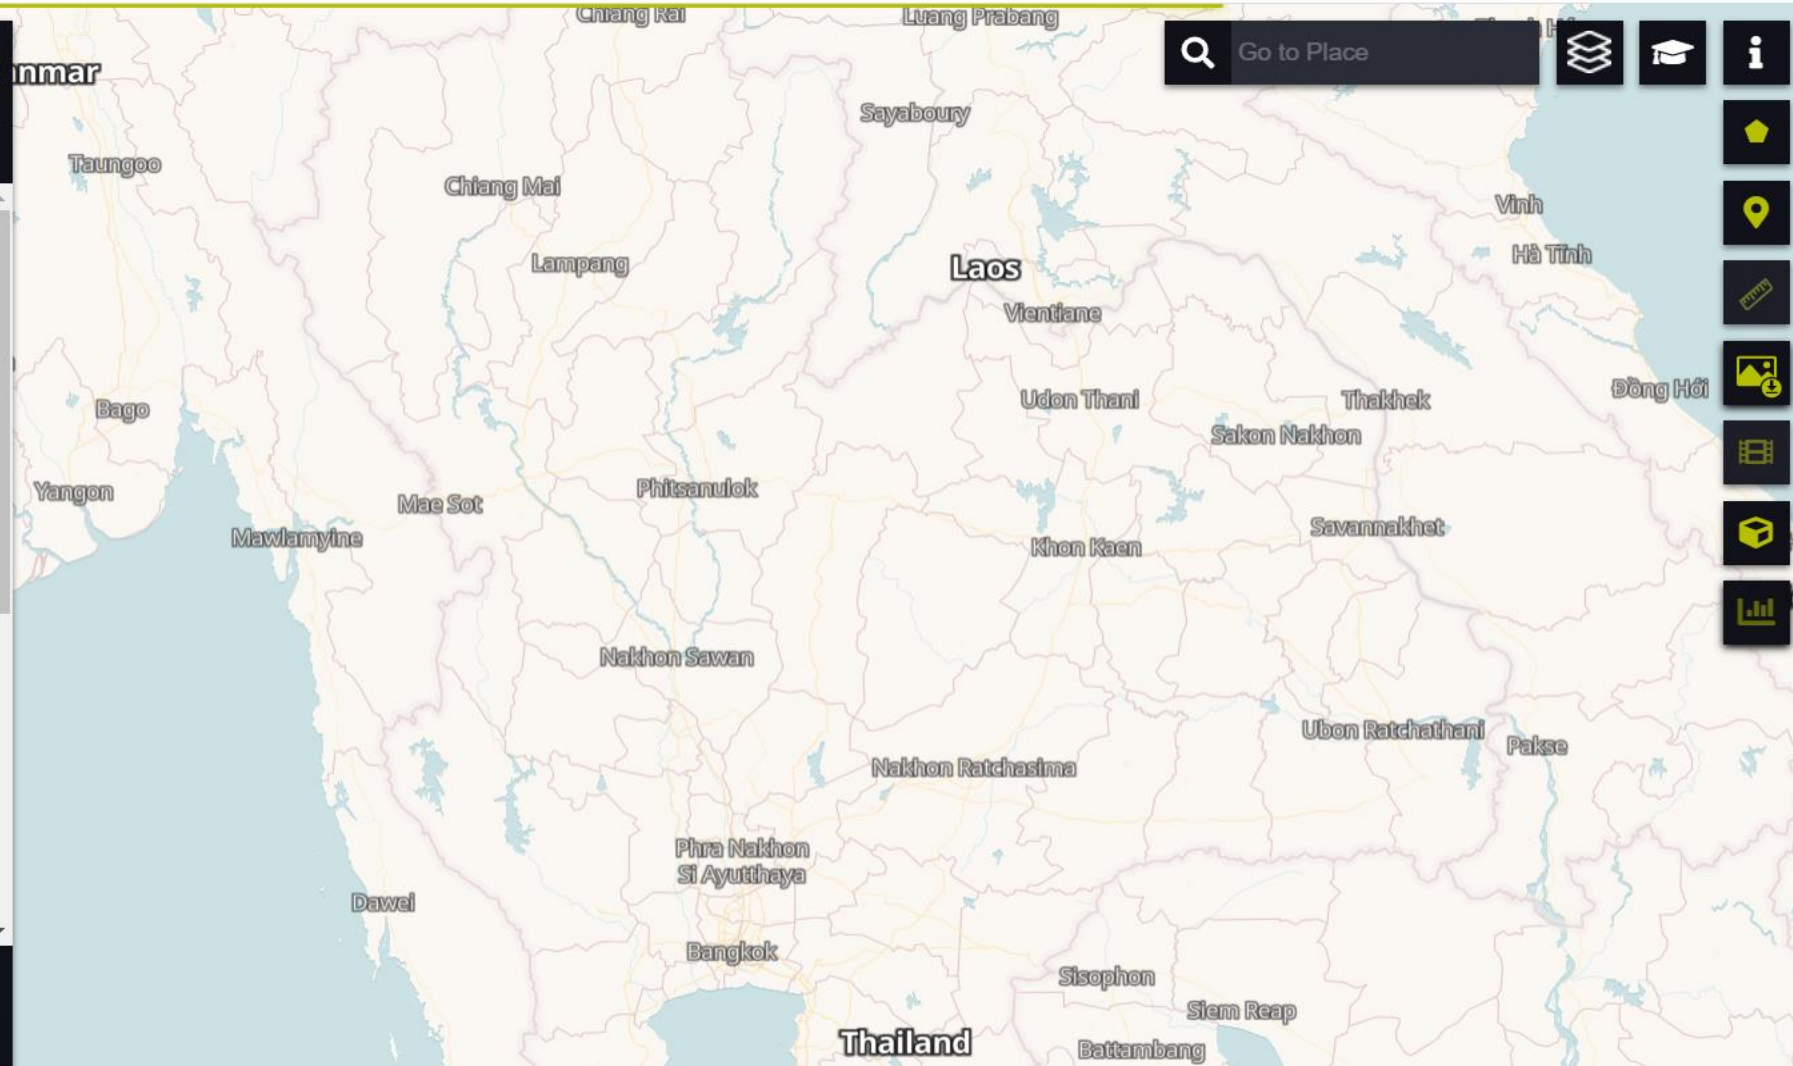 Chiang Rai
Luang Prabang
Go to Place
Sayaboury
Taungoo
Chiang Mai
Vinh
Hà Tĩnh
Lampang
Laos
Vientiane
Đồng Hới
Udon Thani
Thakhek
Bago
Sakon Nakhon
Yangon
Phitsanulok
Mae Sot
Savannakhet
Mawlamyine
Khon Kaen
Nakhon Sawan
Ubon Ratchathani
Pakse
Nakhon Ratchasima
Phra Nakhon
Si Ayutthaya
Dawei
Bangkok
Sisophon
Siem Reap
Thailand
Battambang